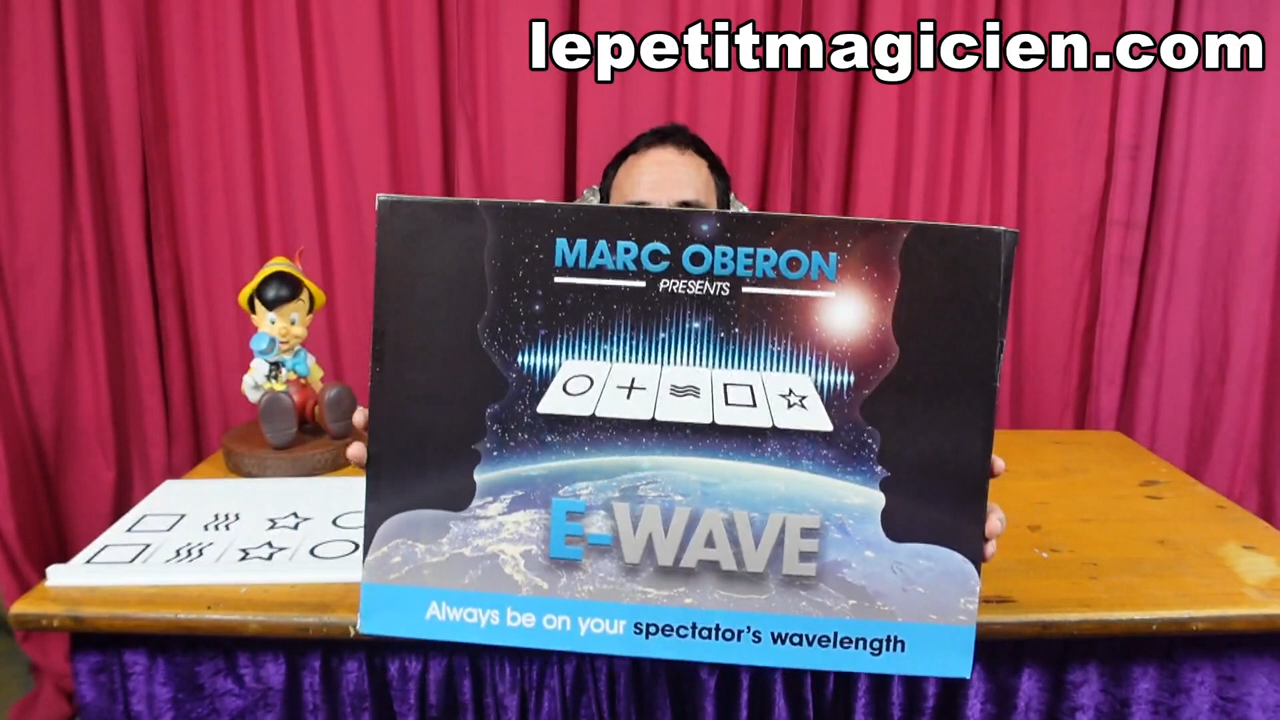 lepetitmagicien.com
MARC OBERON
PRESENTS
E-WAVE
Always be on your spectator's wavelength